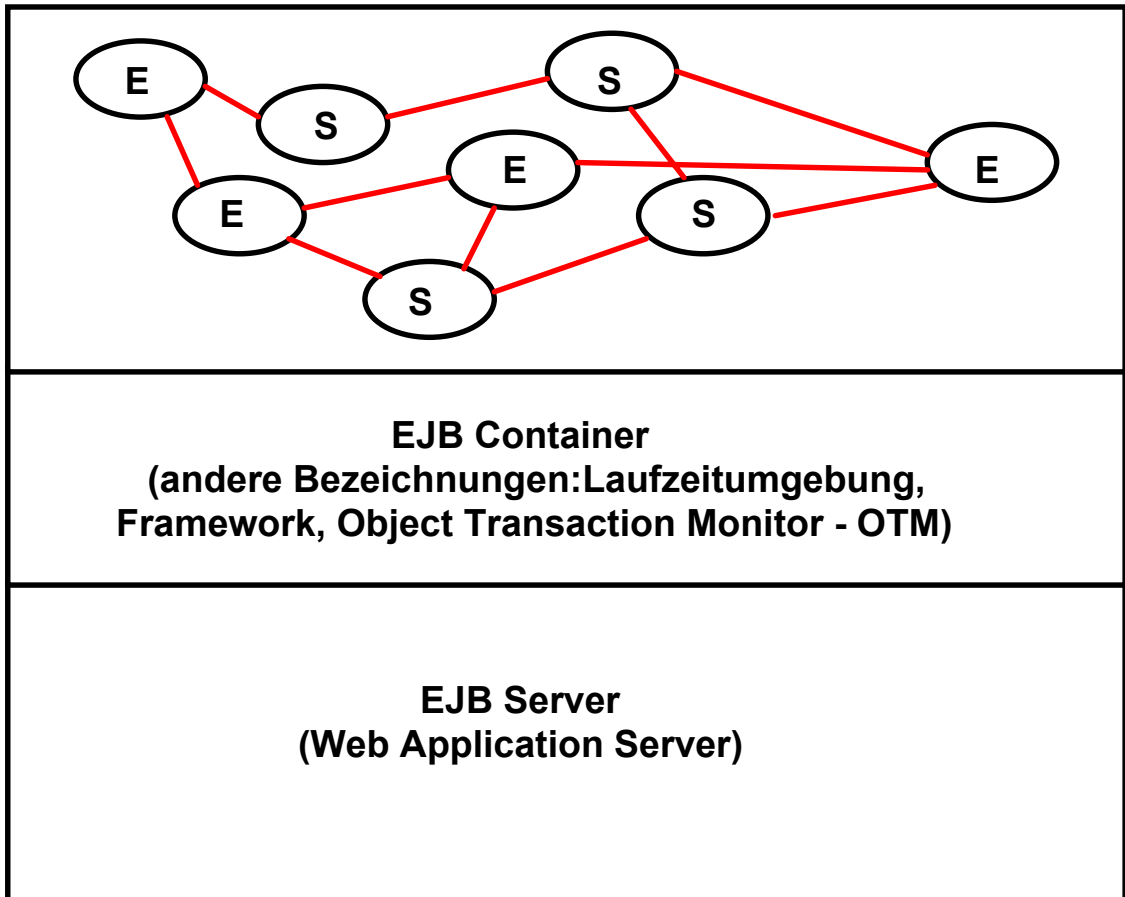 E
S
S
E
E
E
S
S
EJB Container
(andere Bezeichnungen:Laufzeitumgebung,
Framework, Object Transaction Monitor - OTM)
EJB Server
(Web Application Server)